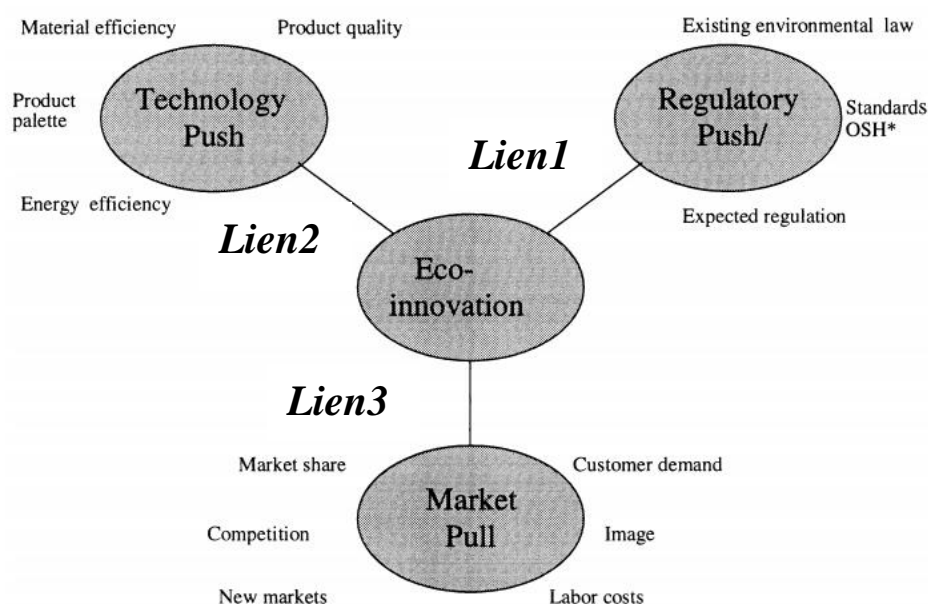 Material efficiency
Product quality
Existing environmental law
Technology
Push
Product
palette
Regulatory
Push/
Standards
OSH*
Lien1
Energy efficiency
Expected regulation
Lien2
Eco-
innovation
Lien3
Market share
Customer demand
Market
Pull
Competition
Image
New markets
Labor costs